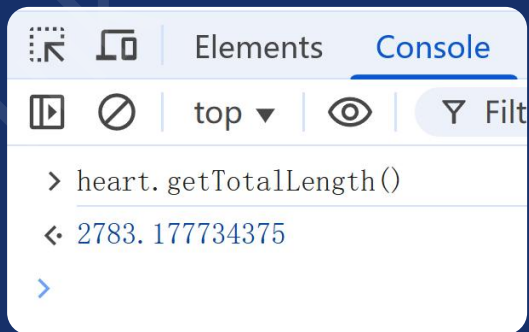 Elements Console
top ▼ Filt
> heart.getTotalLength()
2783.177734375
>